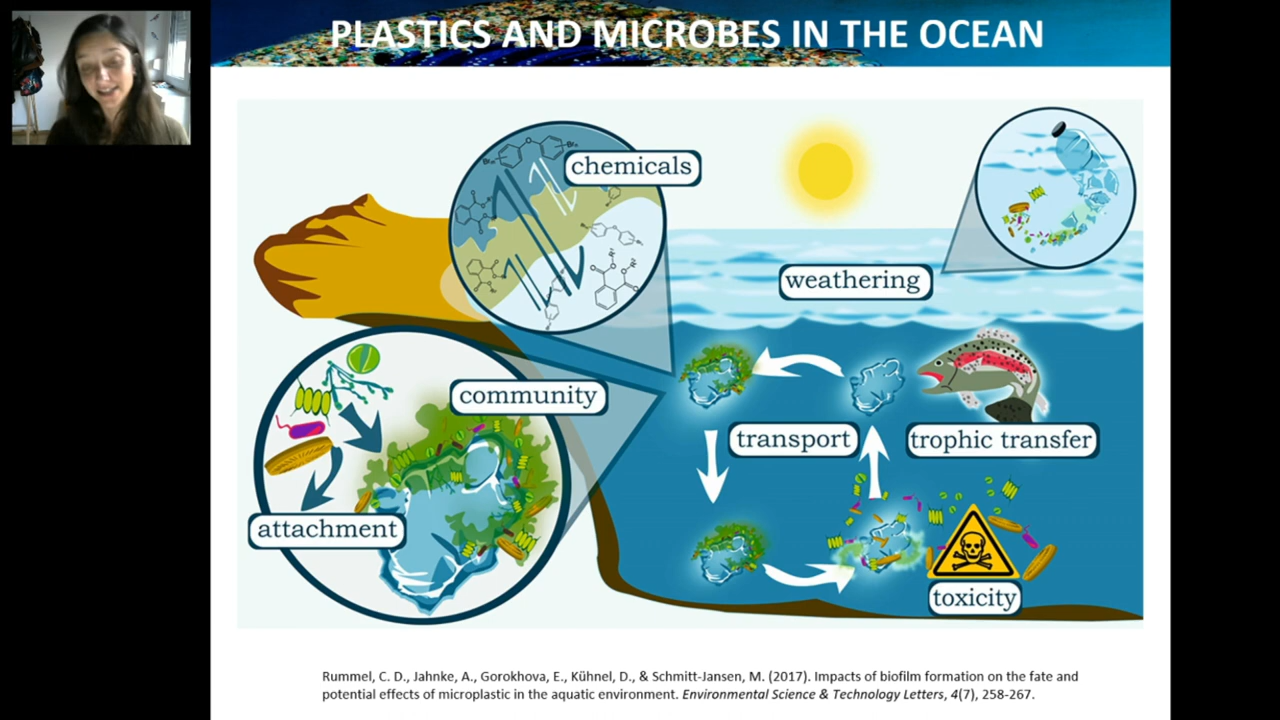 PLASTICS AND MICROBES IN THE OCEAN
chemicals
weathering
community
transport
trophic transfer
attachment
toxicity
Rummel, C. D., Jahnke, A., Gorokhova, E., Kühnel, D., & Schmitt-Jansen, M. (2017). Impacts of biofilm formation on the fate and
potential effects of microplastic in the aquatic environment. Environmental Science & Technology Letters, 4(7), 258-267.